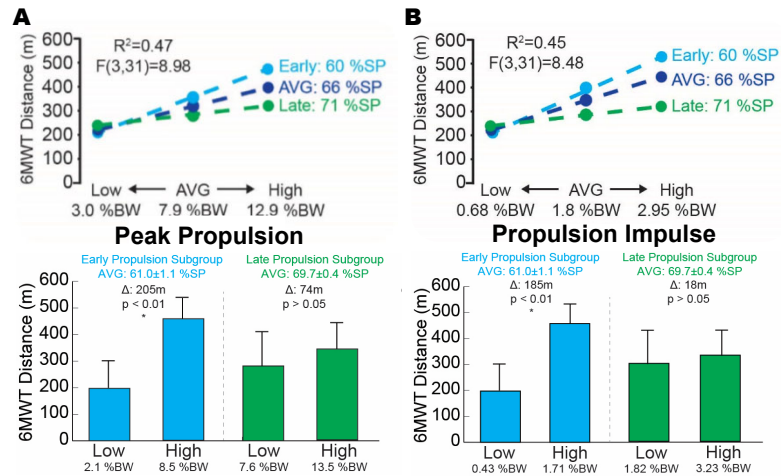 A
6MWT Distance (m)
600
500
400
300
200
100
0
R²=0.47
F(3,31)=8.98
Early: 60 %SP
AVG: 66 %SP
Late: 71 %SP
Low ⟵ AVG ⟶ High
3.0 %BW 7.9 %BW 12.9 %BW
Peak Propulsion
Early Propulsion Subgroup
AVG: 61.0±1.1 %SP
Late Propulsion Subgroup
AVG: 69.7±0.4 %SP
6MWT Distance (m)
600
500
400
300
200
100
0
Δ: 205m
p < 0.01
*
Δ: 74m
p > 0.05
Low High Low High
2.1 %BW 8.5 %BW 7.6 %BW 13.5 %BW
B
6MWT Distance (m)
600
500
400
300
200
100
0
R²=0.45
F(3,31)=8.48
Early: 60 %SP
AVG: 66 %SP
Late: 71 %SP
Low ⟵ AVG ⟶ High
0.68 %BW 1.8 %BW 2.95 %BW
Propulsion Impulse
Early Propulsion Subgroup
AVG: 61.0±1.1 %SP
Late Propulsion Subgroup
AVG: 69.7±0.4 %SP
6MWT Distance (m)
600
500
400
300
200
100
0
Δ: 185m
p < 0.01
*
Δ: 18m
p > 0.05
Low High Low High
0.43 %BW 1.71 %BW 1.82 %BW 3.23 %BW